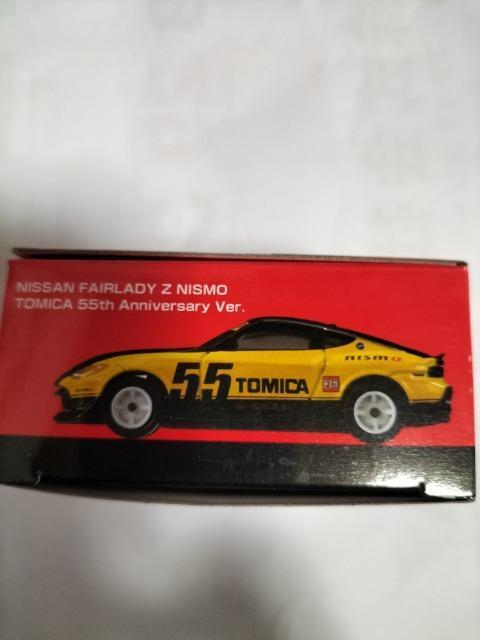 NISSAN FAIRLADY Z NISMO
TOMICA 55th Anniversary Ver.
nismo
55 TOMICA